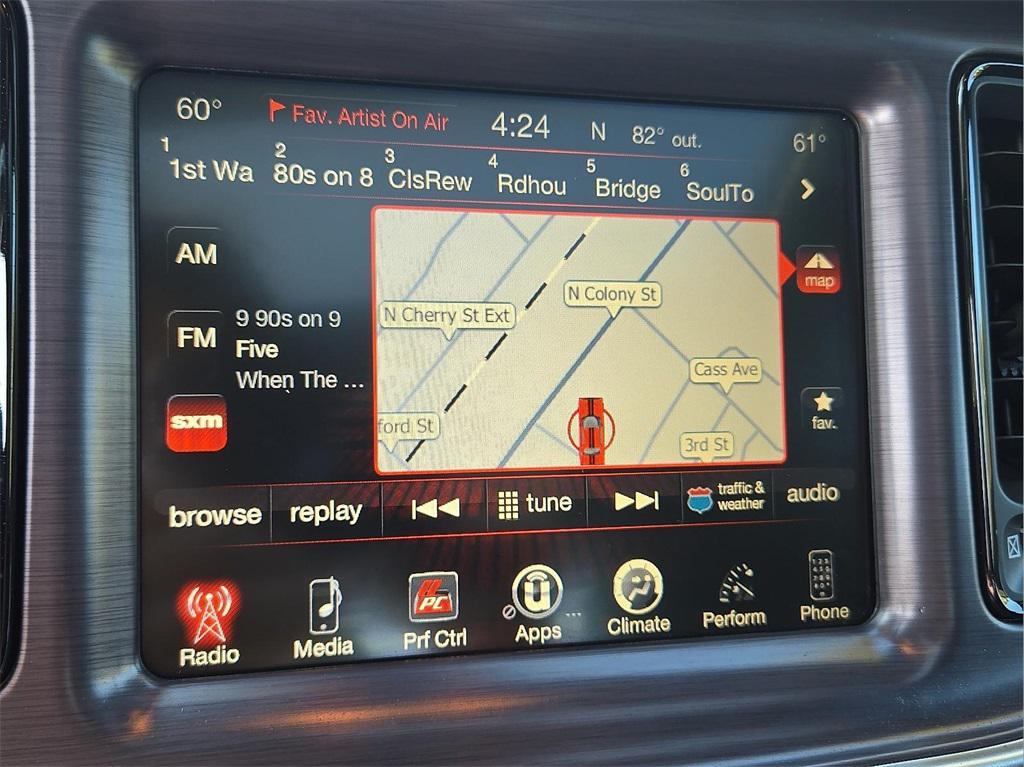 60° Fav. Artist On Air 4:24 N 82° out. 61°
1 2 3 4 5 6
1st Wa 80s on 8 ClsRew Rdhou Bridge SoulTo
AM
FM
sxm
9 90s on 9
Five
When The ...
N Cherry St Ext
N Colony St
Cass Ave
ford St
3rd St
map
fav.
browse replay tune traffic & weather audio
Radio Media PC Prf Ctrl Apps ... Climate Perform Phone